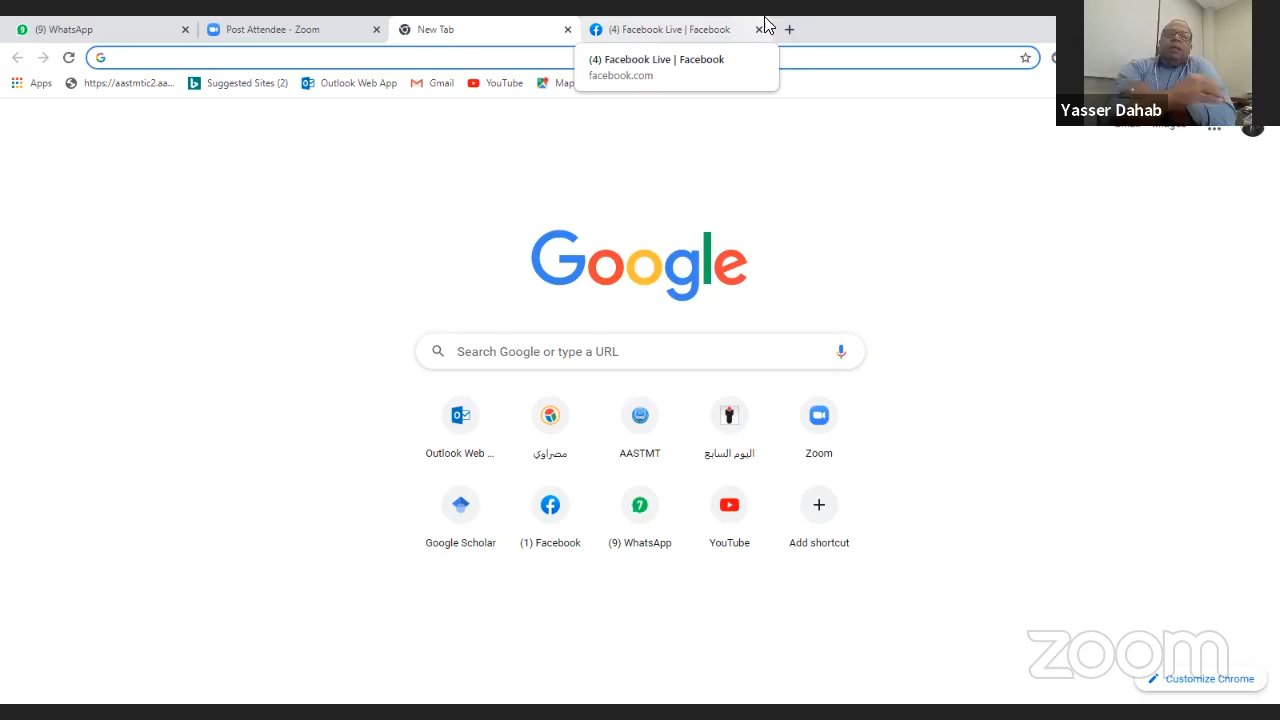 (9) WhatsApp
Post Attendee - Zoom
New Tab
(4) Facebook Live | Facebook
(4) Facebook Live | Facebook
facebook.com
Apps
https://aastmtic2.aa...
Suggested Sites (2)
Outlook Web App
Gmail
YouTube
Map
Yasser Dahab
Google
Search Google or type a URL
Outlook Web ...
مصراوي
AASTMT
اليوم السابع
Zoom
Google Scholar
(1) Facebook
(9) WhatsApp
YouTube
Add shortcut
zoom
Customize Chrome